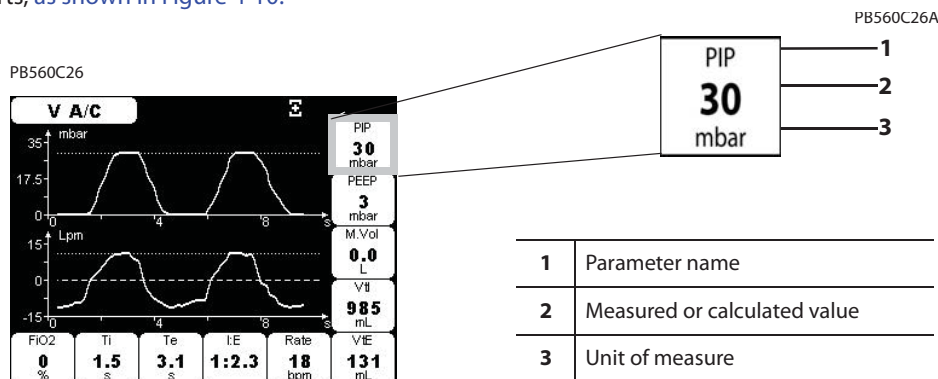 as shown in Figure 4-10.
PB560C26A
PIP
30
mbar
1
2
3
PB560C26
V A/C
mbar
35
17.5
0
0
4
8
s
Lpm
15
0
-15
0
4
8
s
PIP
30
mbar
PEEP
3
mbar
M.Vol
0.0
L
VtI
985
mL
FiO2
0
%
Ti
1.5
s
Te
3.1
s
I:E
1:2.3
Rate
18
bpm
VtE
131
mL
1 Parameter name
2 Measured or calculated value
3 Unit of measure